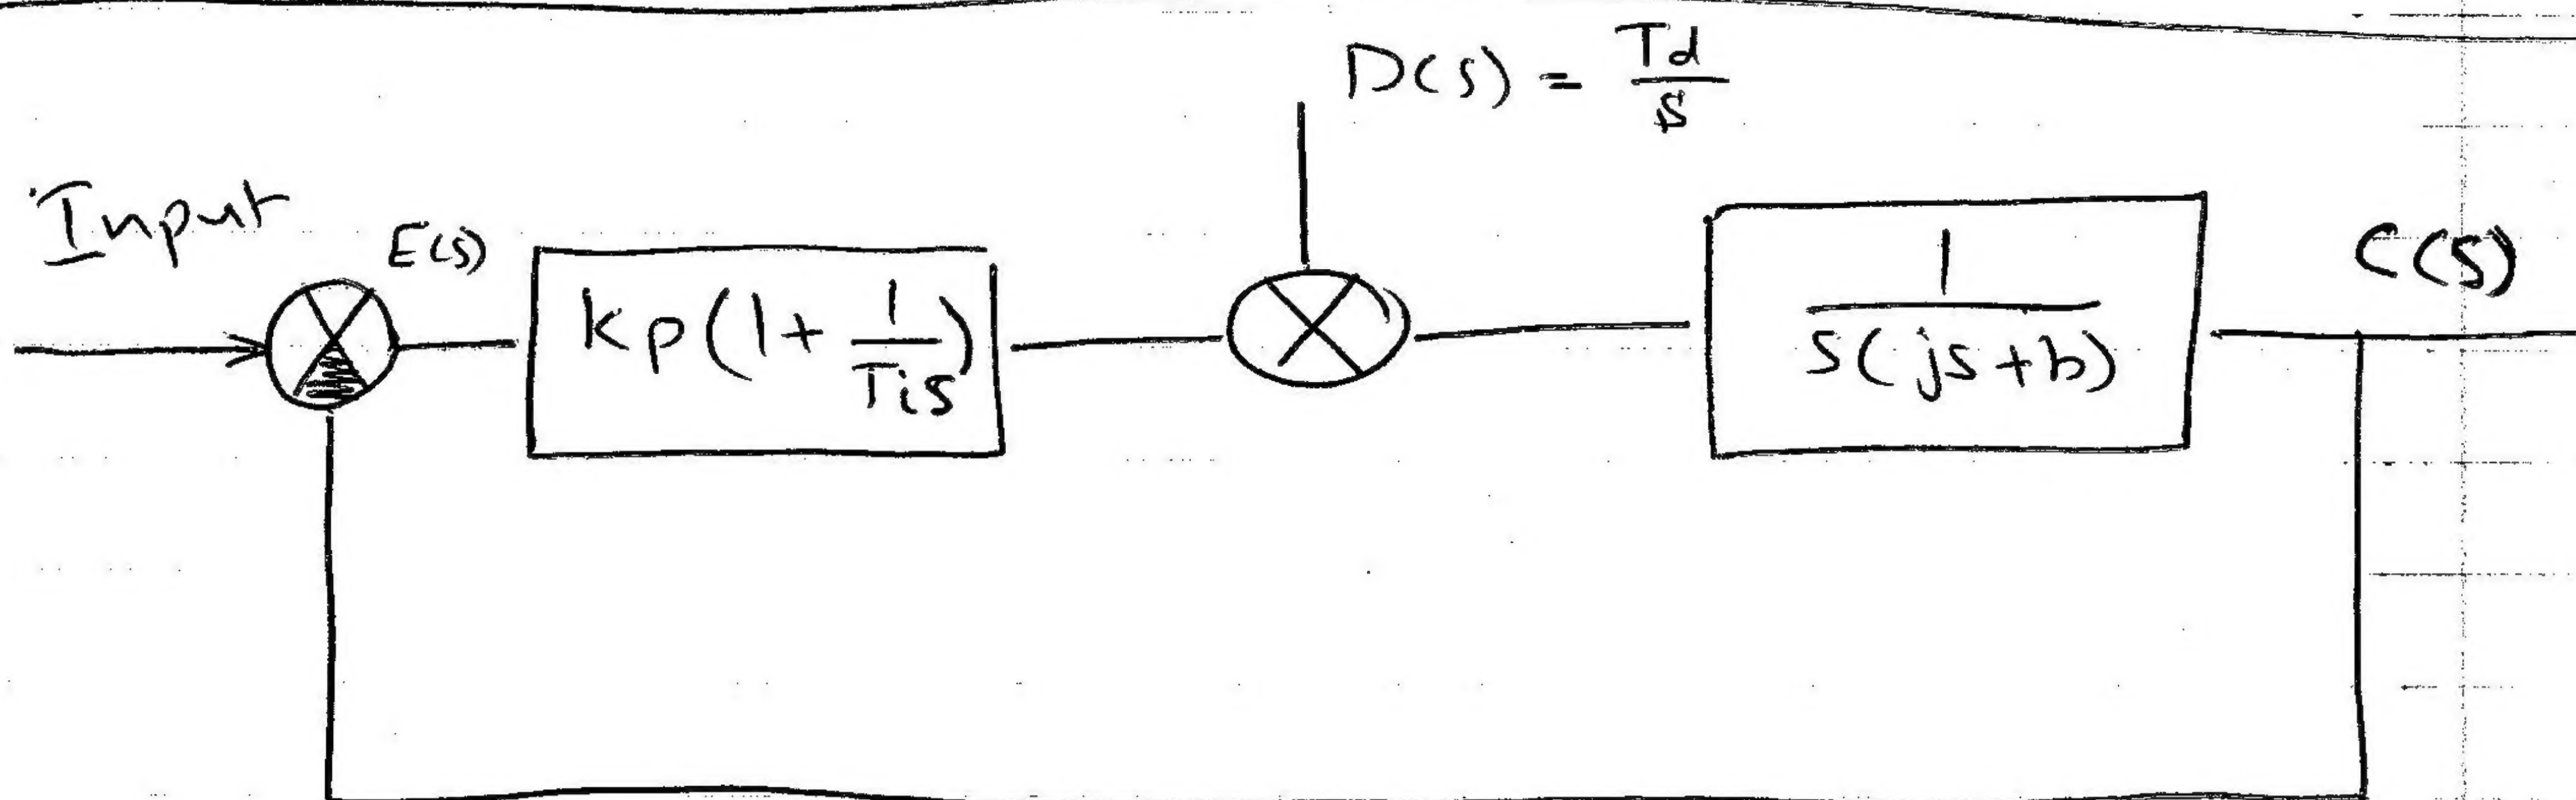 D(s) = Td/s
Input
E(s)
Kp(1+ 1/Tis)
1/s(js+b)
C(s)